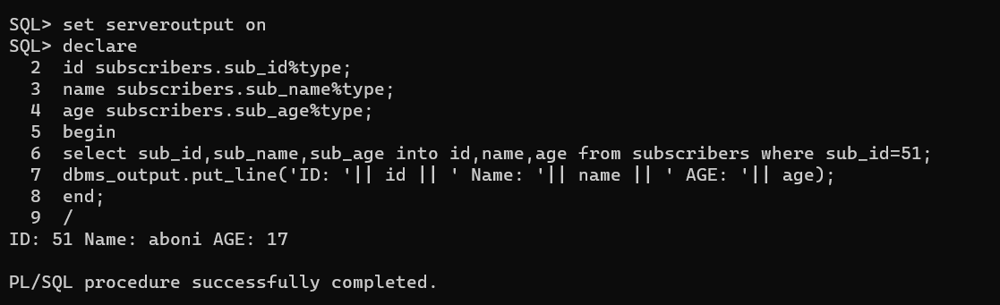 SQL> set serveroutput on
SQL> declare
  2  id subscribers.sub_id%type;
  3  name subscribers.sub_name%type;
  4  age subscribers.sub_age%type;
  5  begin
  6  select sub_id,sub_name,sub_age into id,name,age from subscribers where sub_id=51;
  7  dbms_output.put_line('ID: '|| id || ' Name: '|| name || ' AGE: '|| age);
  8  end;
  9  /
ID: 51 Name: aboni AGE: 17

PL/SQL procedure successfully completed.